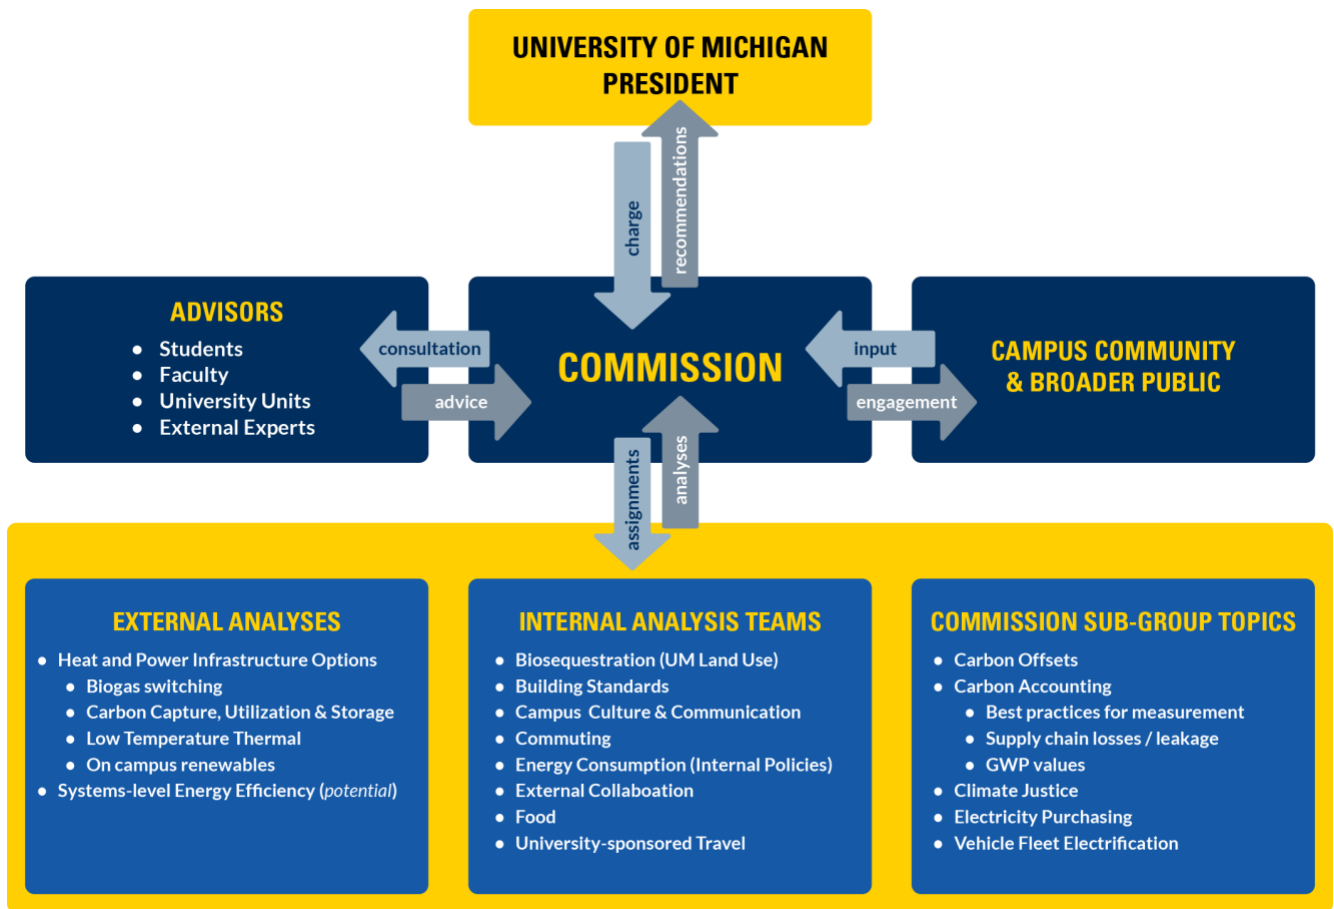 UNIVERSITY OF MICHIGAN
PRESIDENT
charge
recommendations
ADVISORS
● Students
● Faculty
● University Units
● External Experts
consultation
advice
COMMISSION
input
engagement
CAMPUS COMMUNITY
& BROADER PUBLIC
assignments
analyses
EXTERNAL ANALYSES
● Heat and Power Infrastructure Options
● Biogas switching
● Carbon Capture, Utilization & Storage
● Low Temperature Thermal
● On campus renewables
● Systems-level Energy Efficiency (potential)
INTERNAL ANALYSIS TEAMS
● Biosequestration (UM Land Use)
● Building Standards
● Campus Culture & Communication
● Commuting
● Energy Consumption (Internal Policies)
● External Collaboation
● Food
● University-sponsored Travel
COMMISSION SUB-GROUP TOPICS
● Carbon Offsets
● Carbon Accounting
● Best practices for measurement
● Supply chain losses / leakage
● GWP values
● Climate Justice
● Electricity Purchasing
● Vehicle Fleet Electrification